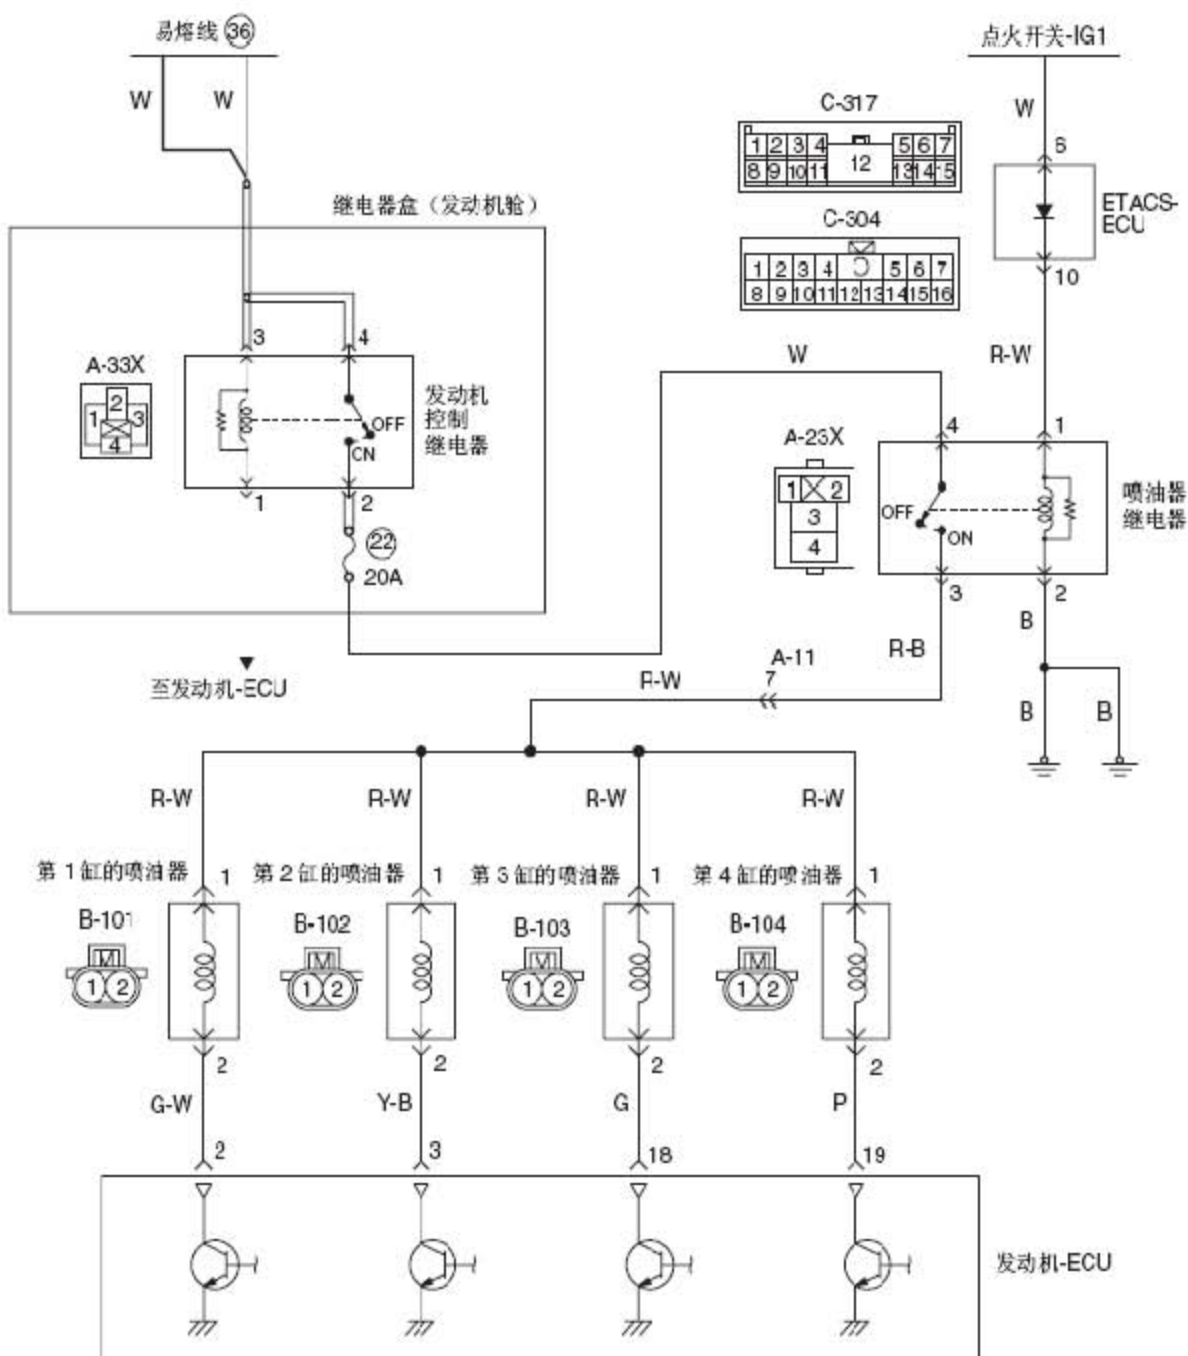 易熔线 36
点火开关-IG1
W
W
W
C-317
1 2 3 4 5 6 7
12
8 9 10 11 13 14 15
6
ETACS-
ECU
继电器盒（发动机舱）
C-304
1 2 3 4 5 6 7
8 9 10 11 12 13 14 15 16
10
3
4
W
R-W
A-33X
2
1
3
4
OFF
ON
发动机
控制
继电器
1
2
22
20A
4
1
A-23X
1 2
3
4
OFF
ON
喷油器
继电器
3
2
B
R-B
A-11
7
R-W
至发动机-ECU
B
B
R-W
R-W
R-W
R-W
第 1 缸的喷油器
1
第 2 缸的喷油器
1
第 3 缸的喷油器
1
第 4 缸的喷油器
1
B-101
B-102
B-103
B-104
1 2
1 2
1 2
1 2
2
2
2
2
G-W
Y-B
G
P
2
3
18
19
发动机-ECU